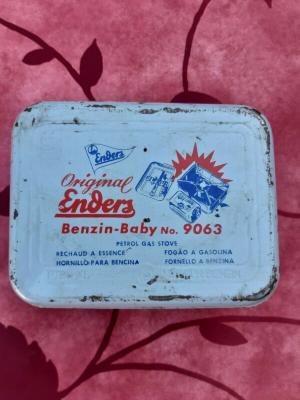 Enders
Original
Enders
Benzin-Baby No. 9063
PETROL GAS STOVE
RECHAUD A ESSENCE FOGÃO A GASOLINA
HORNILLO PARA BENCINA FORNELLO A BENZINA